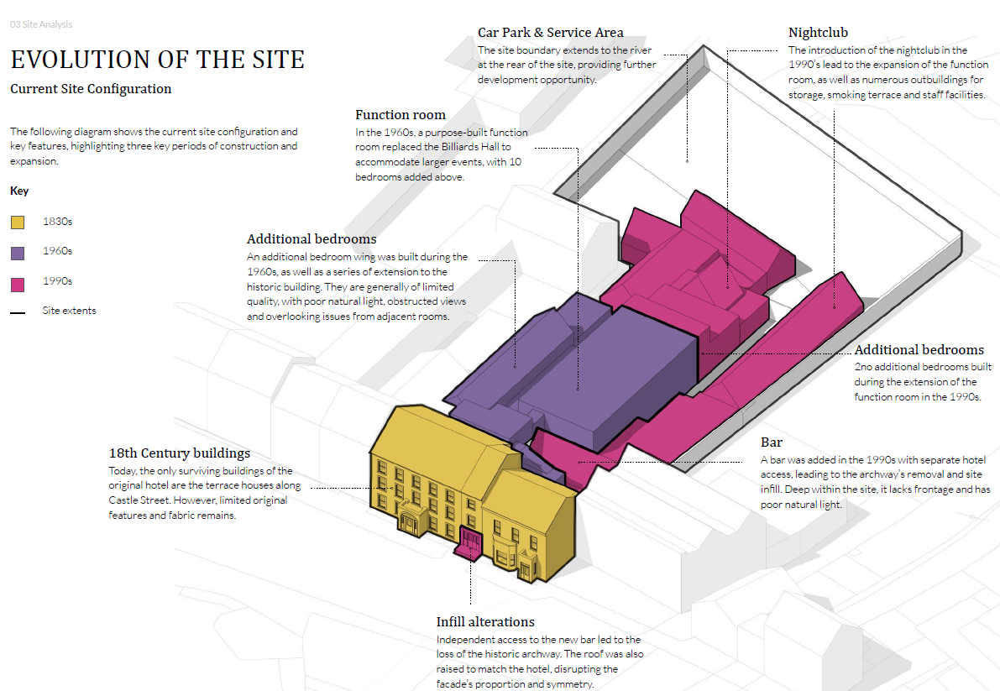 03 Site Analysis
EVOLUTION OF THE SITE
Current Site Configuration
The following diagram shows the current site configuration and
key features, highlighting three key periods of construction and
expansion.
Key
1830s
1960s
1990s
Site extents
Car Park & Service Area
The site boundary extends to the river
at the rear of the site, providing further
development opportunity.
Nightclub
The introduction of the nightclub in the
1990's lead to the expansion of the function
room, as well as numerous outbuildings for
storage, smoking terrace and staff facilities.
Function room
In the 1960s, a purpose-built function
room replaced the Billiards Hall to
accommodate larger events, with 10
bedrooms added above.
Additional bedrooms
An additional bedroom wing was built during the
1960s, as well as a series of extension to the
historic building. They are generally of limited
quality, with poor natural light, obstructed views
and overlooking issues from adjacent rooms.
Additional bedrooms
2no additional bedrooms built
during the extension of the
function room in the 1990s.
18th Century buildings
Today, the only surviving buildings of the
original hotel are the terrace houses along
Castle Street. However, limited original
features and fabric remains.
Bar
A bar was added in the 1990s with separate hotel
access, leading to the archway's removal and site
infill. Deep within the site, it lacks frontage and has
poor natural light.
Infill alterations
Independent access to the new bar led to the
loss of the historic archway. The roof was also
raised to match the hotel, disrupting the
facade's proportion and symmetry.